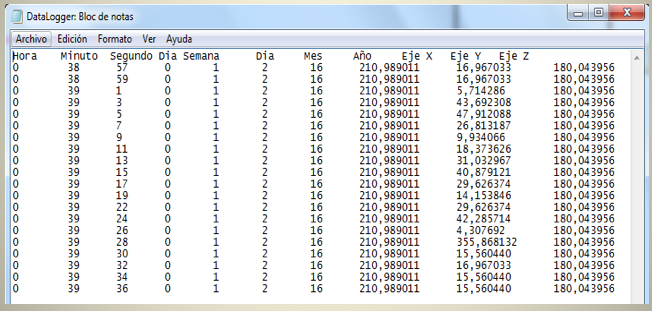 DataLogger: Bloc de notas
Archivo Edición Formato Ver Ayuda
Hora Minuto Segundo Dia Semana Dia Mes Año Eje X Eje Y Eje Z
0 38 57 0 1 2 16 210,989011 16,967033 180,043956
0 38 59 0 1 2 16 210,989011 16,967033 180,043956
0 39 1 0 1 2 16 210,989011 5,714286 180,043956
0 39 3 0 1 2 16 210,989011 43,692308 180,043956
0 39 5 0 1 2 16 210,989011 47,912088 180,043956
0 39 7 0 1 2 16 210,989011 26,813187 180,043956
0 39 9 0 1 2 16 210,989011 9,934066 180,043956
0 39 11 0 1 2 16 210,989011 18,373626 180,043956
0 39 13 0 1 2 16 210,989011 31,032967 180,043956
0 39 15 0 1 2 16 210,989011 40,879121 180,043956
0 39 17 0 1 2 16 210,989011 29,626374 180,043956
0 39 19 0 1 2 16 210,989011 14,153846 180,043956
0 39 22 0 1 2 16 210,989011 29,626374 180,043956
0 39 24 0 1 2 16 210,989011 42,285714 180,043956
0 39 26 0 1 2 16 210,989011 4,307692 180,043956
0 39 28 0 1 2 16 210,989011 355,868132 180,043956
0 39 30 0 1 2 16 210,989011 15,560440 180,043956
0 39 32 0 1 2 16 210,989011 16,967033 180,043956
0 39 34 0 1 2 16 210,989011 15,560440 180,043956
0 39 36 0 1 2 16 210,989011 15,560440 180,043956